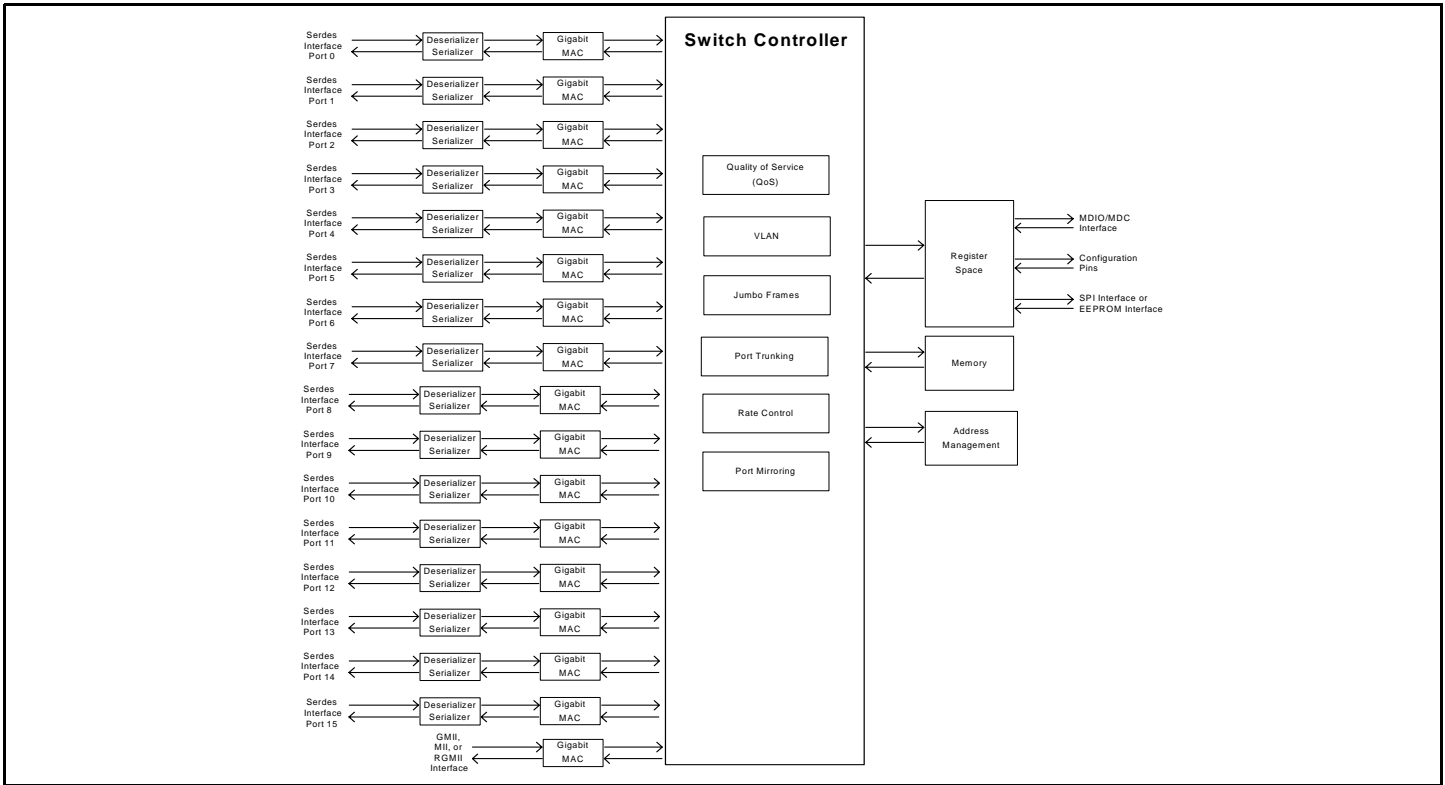 Serdes
Interface
Port 0
Deserializer
Serializer
Gigabit
MAC
Serdes
Interface
Port 1
Deserializer
Serializer
Gigabit
MAC
Serdes
Interface
Port 2
Deserializer
Serializer
Gigabit
MAC
Serdes
Interface
Port 3
Deserializer
Serializer
Gigabit
MAC
Serdes
Interface
Port 4
Deserializer
Serializer
Gigabit
MAC
Serdes
Interface
Port 5
Deserializer
Serializer
Gigabit
MAC
Serdes
Interface
Port 6
Deserializer
Serializer
Gigabit
MAC
Serdes
Interface
Port 7
Deserializer
Serializer
Gigabit
MAC
Serdes
Interface
Port 8
Deserializer
Serializer
Gigabit
MAC
Serdes
Interface
Port 9
Deserializer
Serializer
Gigabit
MAC
Serdes
Interface
Port 10
Deserializer
Serializer
Gigabit
MAC
Serdes
Interface
Port 11
Deserializer
Serializer
Gigabit
MAC
Serdes
Interface
Port 12
Deserializer
Serializer
Gigabit
MAC
Serdes
Interface
Port 13
Deserializer
Serializer
Gigabit
MAC
Serdes
Interface
Port 14
Deserializer
Serializer
Gigabit
MAC
Serdes
Interface
Port 15
Deserializer
Serializer
Gigabit
MAC
GMII,
MII, or
RGMII
Interface
Gigabit
MAC
Switch Controller
Quality of Service
(QoS)
VLAN
Jumbo Frames
Port Trunking
Rate Control
Port Mirroring
Register
Space
Memory
Address
Management
MDIO/MDC
Interface
Configuration
Pins
SPI Interface or
EEPROM Interface